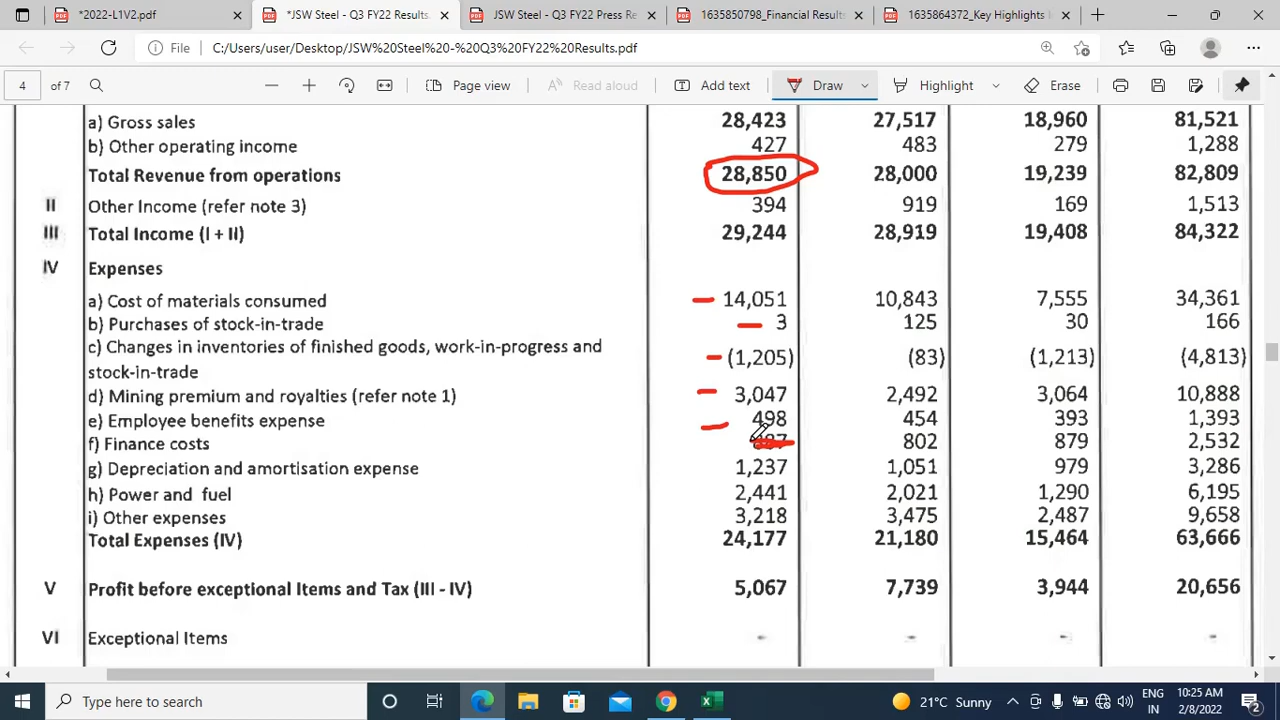 *2022-L1V2.pdf
*JSW Steel - Q3 FY22 Results.
JSW Steel - Q3 FY22 Press Re
1635850798_Financial Results
1635864372_Key Highlights I
File C:/Users/user/Desktop/JSW%20Steel%20-%20Q3%20FY22%20Results.pdf
4 of 7 Page view Read aloud Add text Draw Highlight Erase
a) Gross sales 28,423 27,517 18,960 81,521
b) Other operating income 427 483 279 1,288
Total Revenue from operations 28,850 28,000 19,239 82,809
II Other Income (refer note 3) 394 919 169 1,513
III Total Income (I + II) 29,244 28,919 19,408 84,322
IV Expenses
a) Cost of materials consumed 14,051 10,843 7,555 34,361
b) Purchases of stock-in-trade 3 125 30 166
c) Changes in inventories of finished goods, work-in-progress and (1,205) (83) (1,213) (4,813)
stock-in-trade
d) Mining premium and royalties (refer note 1) 3,047 2,492 3,064 10,888
e) Employee benefits expense 498 454 393 1,393
f) Finance costs 802 879 2,532
g) Depreciation and amortisation expense 1,237 1,051 979 3,286
h) Power and fuel 2,441 2,021 1,290 6,195
i) Other expenses 3,218 3,475 2,487 9,658
Total Expenses (IV) 24,177 21,180 15,464 63,666
V Profit before exceptional Items and Tax (III - IV) 5,067 7,739 3,944 20,656
VI Exceptional Items - - - -
Type here to search
21°C Sunny
ENG
IN
10:25 AM
2/8/2022
2